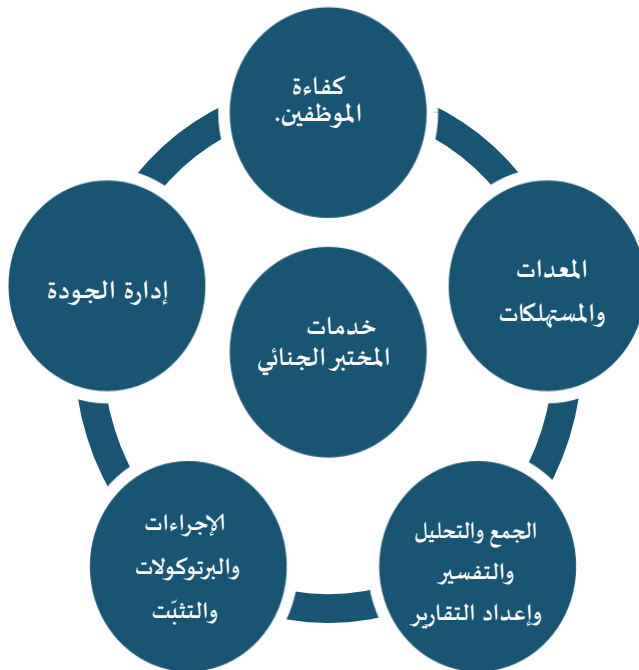 كفاءة
الموظفين.
المعدات
والمستهلكات
إدارة الجودة
خدمات
المختبر الجنائي
الجمع والتحليل
والتفسير
وإعداد التقارير
الإجراءات
والبرتوكولات
والتثبّت